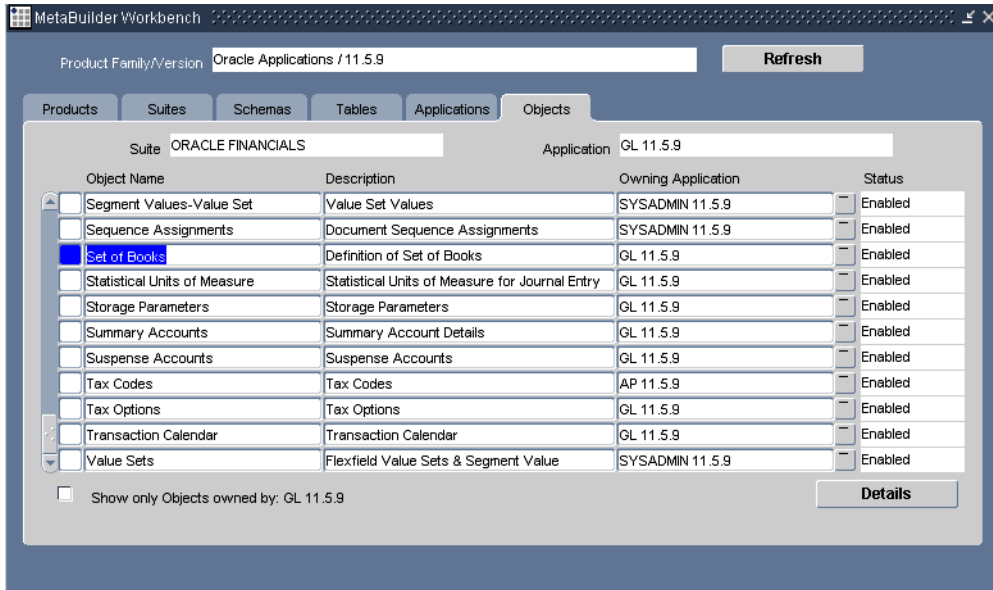 MetaBuilder Workbench
Product Family/Version Oracle Applications / 11.5.9 Refresh
Products Suites Schemas Tables Applications Objects
Suite ORACLE FINANCIALS Application GL 11.5.9
Object Name Description Owning Application Status
Segment Values-Value Set Value Set Values SYSADMIN 11.5.9 Enabled
Sequence Assignments Document Sequence Assignments SYSADMIN 11.5.9 Enabled
Set of Books Definition of Set of Books GL 11.5.9 Enabled
Statistical Units of Measure Statistical Units of Measure for Journal Entry GL 11.5.9 Enabled
Storage Parameters Storage Parameters GL 11.5.9 Enabled
Summary Accounts Summary Account Details GL 11.5.9 Enabled
Suspense Accounts Suspense Accounts GL 11.5.9 Enabled
Tax Codes Tax Codes AP 11.5.9 Enabled
Tax Options Tax Options GL 11.5.9 Enabled
Transaction Calendar Transaction Calendar GL 11.5.9 Enabled
Value Sets Flexfield Value Sets & Segment Value SYSADMIN 11.5.9 Enabled
Show only Objects owned by: GL 11.5.9 Details